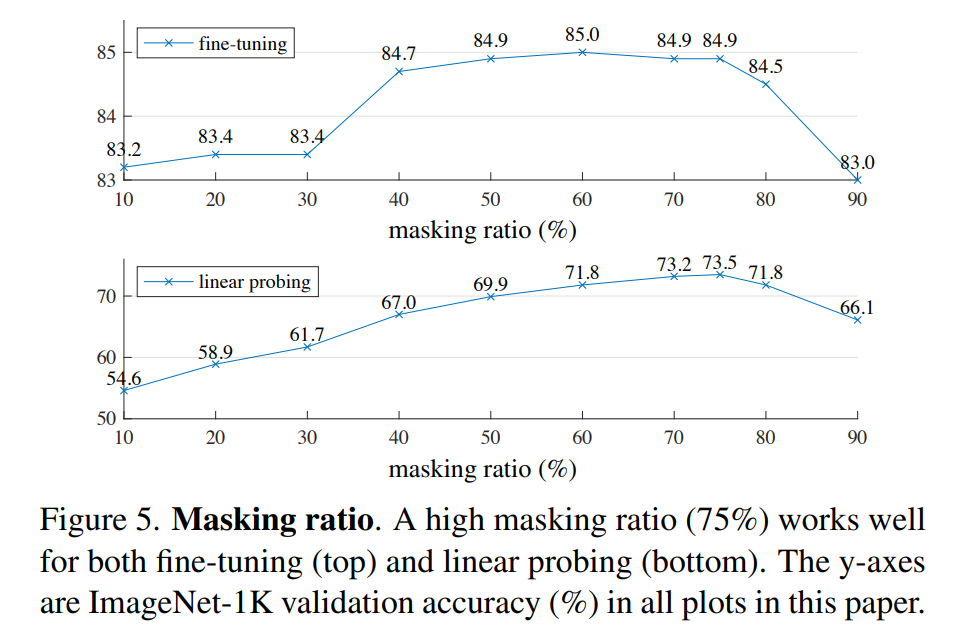 fine-tuning
85
84
83
83.2
83.4
83.4
84.7
84.9
85.0
84.9
84.9
84.5
83.0
10 20 30 40 50 60 70 80 90
masking ratio (%)
linear probing
70
60
50
54.6
58.9
61.7
67.0
69.9
71.8
73.2
73.5
71.8
66.1
10 20 30 40 50 60 70 80 90
masking ratio (%)
Figure 5. Masking ratio. A high masking ratio (75%) works well
for both fine-tuning (top) and linear probing (bottom). The y-axes
are ImageNet-1K validation accuracy (%) in all plots in this paper.